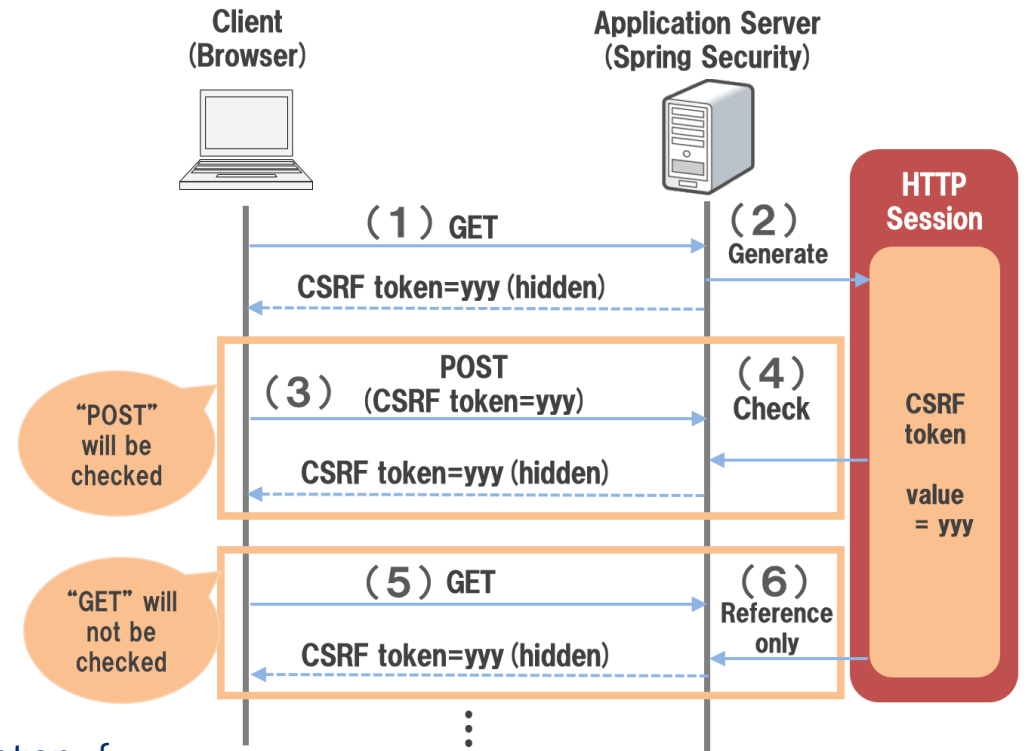 Client
(Browser)
Application Server
(Spring Security)
HTTP
Session
(1) GET
(2)
Generate
CSRF token=yyy (hidden)
“POST”
will be
checked
(3)
POST
(CSRF token=yyy)
(4)
Check
CSRF token=yyy (hidden)
CSRF
token
value
= yyy
“GET” will
not be
checked
(5) GET
(6)
Reference
only
CSRF token=yyy (hidden)